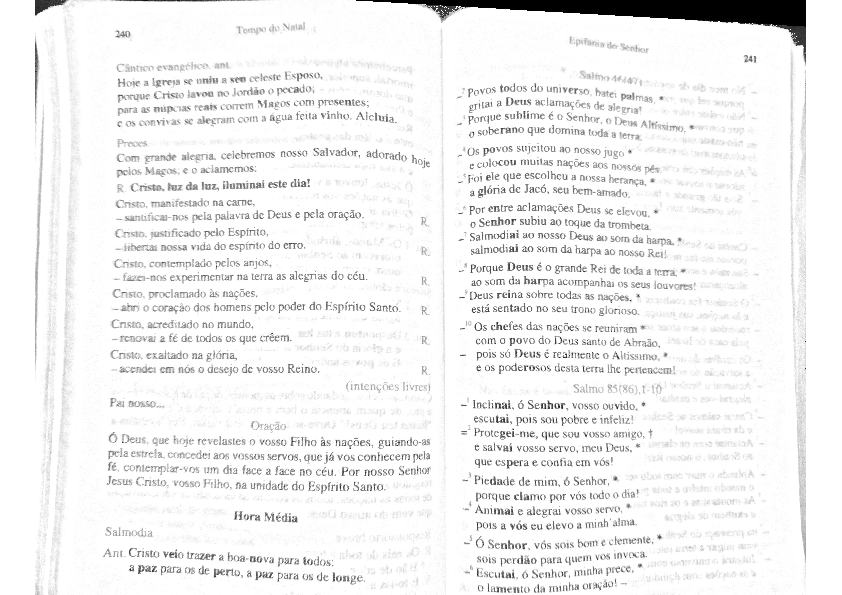 240
Tempo do Natal
Cântico evangélico, ant.
Hoje a Igreja se uniu a seu celeste Esposo,
porque Cristo lavou no Jordão o pecado;
para as núpcias reais correm Magos com presentes;
e os convivas se alegram com a água feita vinho. Aleluia.
Preces
Com grande alegria, celebremos nosso Salvador, adorado hoje
pelos Magos; e o aclamemos:
R. Cristo, luz da luz, iluminai este dia!
Cristo, manifestado na carne,
– santificai-nos pela palavra de Deus e pela oração. R.
Cristo, justificado pelo Espírito,
– libertai nossa vida do espírito do erro. R.
Cristo, contemplado pelos anjos,
– fazei-nos experimentar na terra as alegrias do céu. R.
Cristo, proclamado às nações,
– abri o coração dos homens pelo poder do Espírito Santo. R.
Cristo, acreditado no mundo,
– renovai a fé de todos os que crêem. R.
Cristo, exaltado na glória,
– acendei em nós o desejo de vosso Reino. R.
(intenções livres)
Pai nosso...
Oração
Ó Deus, que hoje revelastes o vosso Filho às nações, guiando-as
pela estrela, concedei aos vossos servos, que já vos conhecem pela
fé, contemplar-vos um dia face a face no céu. Por nosso Senhor
Jesus Cristo, vosso Filho, na unidade do Espírito Santo.
Hora Média
Salmodia
Ant. Cristo veio trazer a boa-nova para todos:
a paz para os de perto, a paz para os de longe.
Epifania do Senhor
241
Salmo 46(47)
–² Povos todos do universo, batei palmas, *
gritai a Deus aclamações de alegria!
–³ Porque sublime é o Senhor, o Deus Altíssimo, *
o soberano que domina toda a terra.
–⁴ Os povos sujeitou ao nosso jugo *
e colocou muitas nações aos nossos pés.
–⁵ Foi ele que escolheu a nossa herança, *
a glória de Jacó, seu bem-amado.
–⁶ Por entre aclamações Deus se elevou, *
o Senhor subiu ao toque da trombeta.
–⁷ Salmodiai ao nosso Deus ao som da harpa, *
salmodiai ao som da harpa ao nosso Rei!
–⁸ Porque Deus é o grande Rei de toda a terra, *
ao som da harpa acompanhai os seus louvores!
–⁹ Deus reina sobre todas as nações, *
está sentado no seu trono glorioso.
–¹⁰ Os chefes das nações se reuniram *
com o povo do Deus santo de Abraão,
– pois só Deus é realmente o Altíssimo, *
e os poderosos desta terra lhe pertencem!
Salmo 85(86),1-10
–¹ Inclinai, ó Senhor, vosso ouvido, *
escutai, pois sou pobre e infeliz!
=² Protegei-me, que sou vosso amigo, †
e salvai vosso servo, meu Deus, *
que espera e confia em vós!
–³ Piedade de mim, ó Senhor, *
porque clamo por vós todo o dia!
–⁴ Animai e alegrai vosso servo, *
pois a vós eu elevo a minh'alma.
–⁵ Ó Senhor, vós sois bom e clemente, *
sois perdão para quem vos invoca.
–⁶ Escutai, ó Senhor, minha prece, *
o lamento da minha oração! –